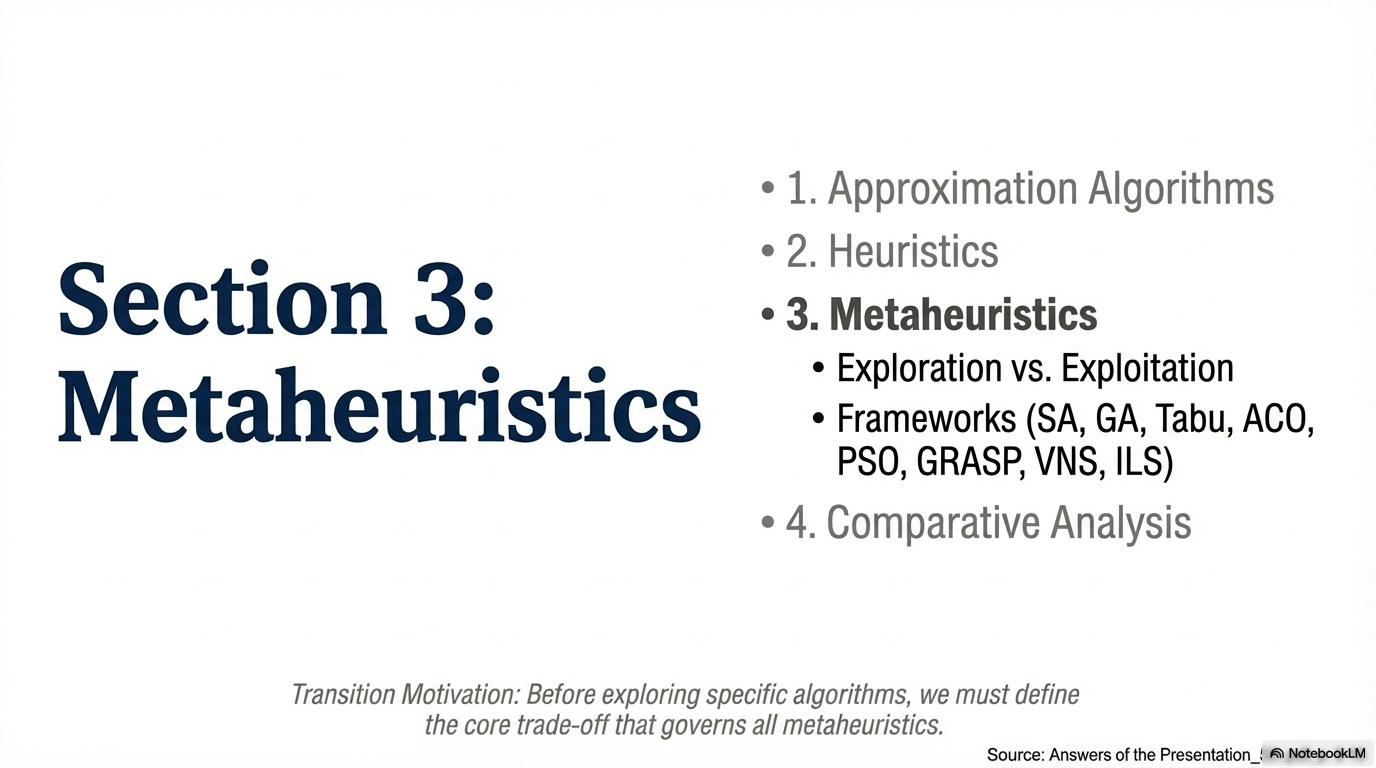 Section 3:
Metaheuristics
• 1. Approximation Algorithms
• 2. Heuristics
• 3. Metaheuristics
• Exploration vs. Exploitation
• Frameworks (SA, GA, Tabu, ACO,
PSO, GRASP, VNS, ILS)
• 4. Comparative Analysis
Transition Motivation: Before exploring specific algorithms, we must define
the core trade-off that governs all metaheuristics.
Source: Answers of the Presentation_
NotebookLM